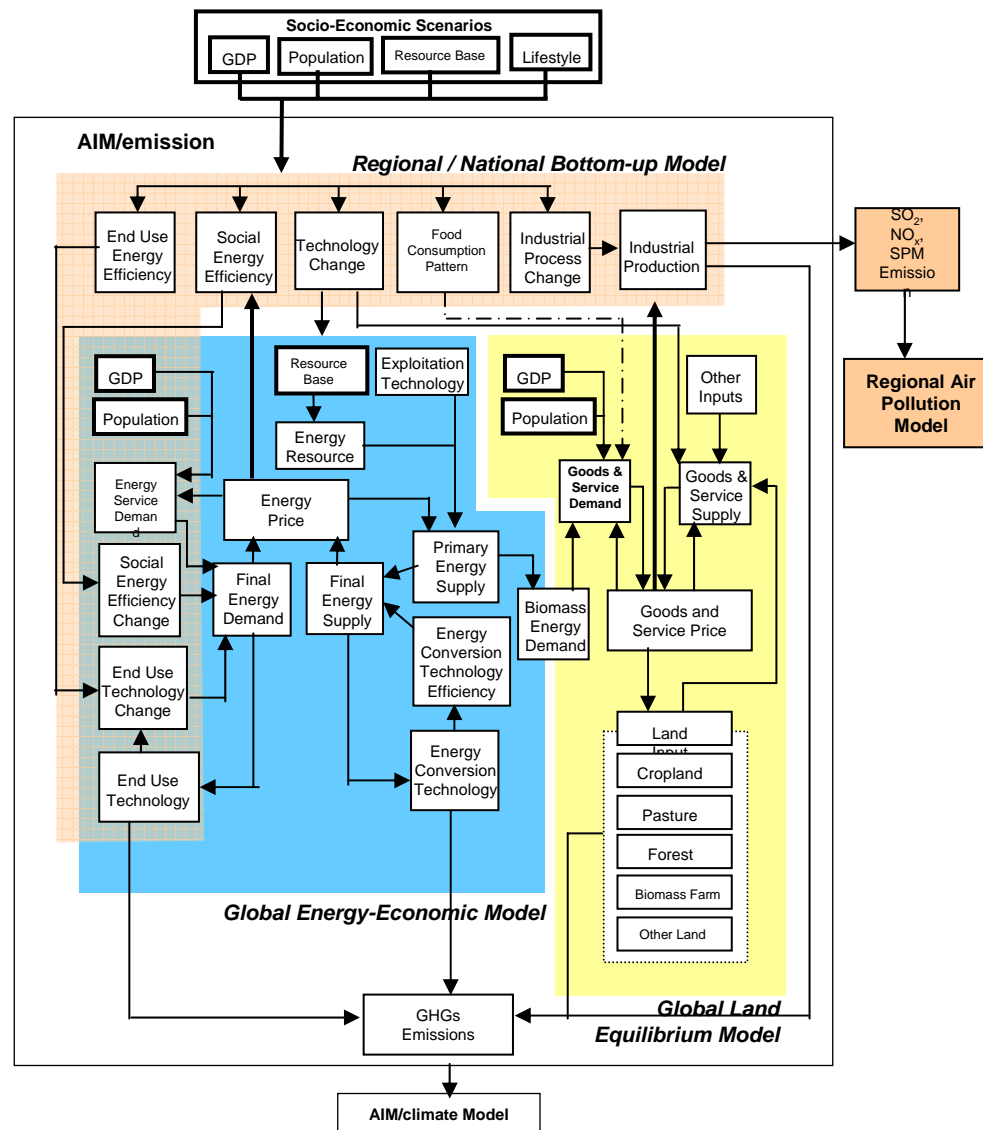 Socio-Economic Scenarios
GDP
Population
Resource Base
Lifestyle
AIM/emission
Regional / National Bottom-up Model
End Use
Energy
Efficiency
Social
Energy
Efficiency
Technology
Change
Food
Consumption
Pattern
Industrial
Process
Change
Industrial
Production
SO2,
NOx,
SPM
Emissio
n
Regional Air
Pollution
Model
GDP
Population
Resource
Base
Exploitation
Technology
Energy
Resource
GDP
Population
Other
Inputs
Goods &
Service
Demand
Goods &
Service
Supply
Energy
Service
Deman
d
Energy
Price
Social
Energy
Efficiency
Change
Final
Energy
Demand
Final
Energy
Supply
Primary
Energy
Supply
Biomass
Energy
Demand
Goods and
Service Price
Energy
Conversion
Technology
Efficiency
End Use
Technology
Change
End Use
Technology
Energy
Conversion
Technology
Land
Input
Cropland
Pasture
Forest
Biomass Farm
Other Land
Global Energy-Economic Model
Global Land
Equilibrium Model
GHGs
Emissions
AIM/climate Model